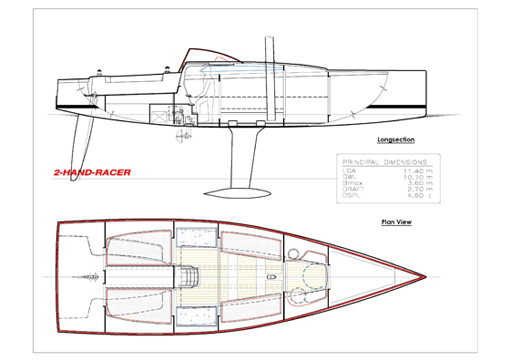 Longsection
2-HAND-RACER
PRINCIPAL DIMENSIONS
LOA 11,40 m
DWL 10,70 m
Bmax 3,60 m
DRAFT 2,70 m
DSPL 4,60 t
Plan View